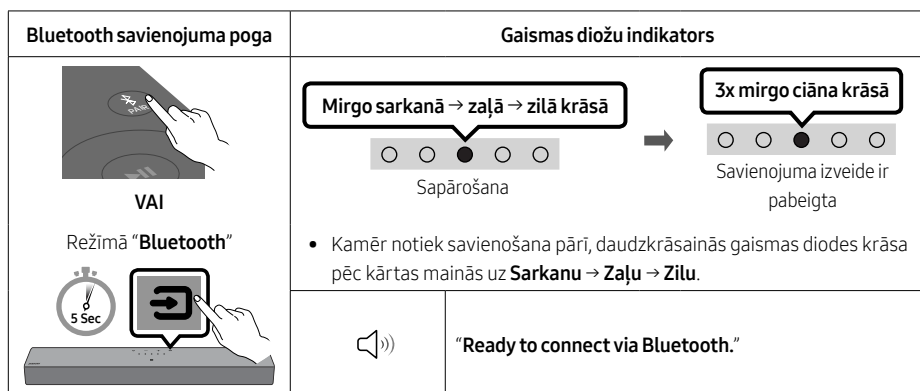 Bluetooth savienojuma poga
Gaismas diožu indikators
PAIR
VAI
Režīmā “Bluetooth”
5 Sec
Mirgo sarkanā → zaļā → zilā krāsā
Sapārošana
3x mirgo ciāna krāsā
Savienojuma izveide ir
pabeigta
• Kamēr notiek savienošana pārī, daudzkrāsainās gaismas diodes krāsa
pēc kārtas mainās uz Sarkanu → Zaļu → Zilu.
“Ready to connect via Bluetooth.”